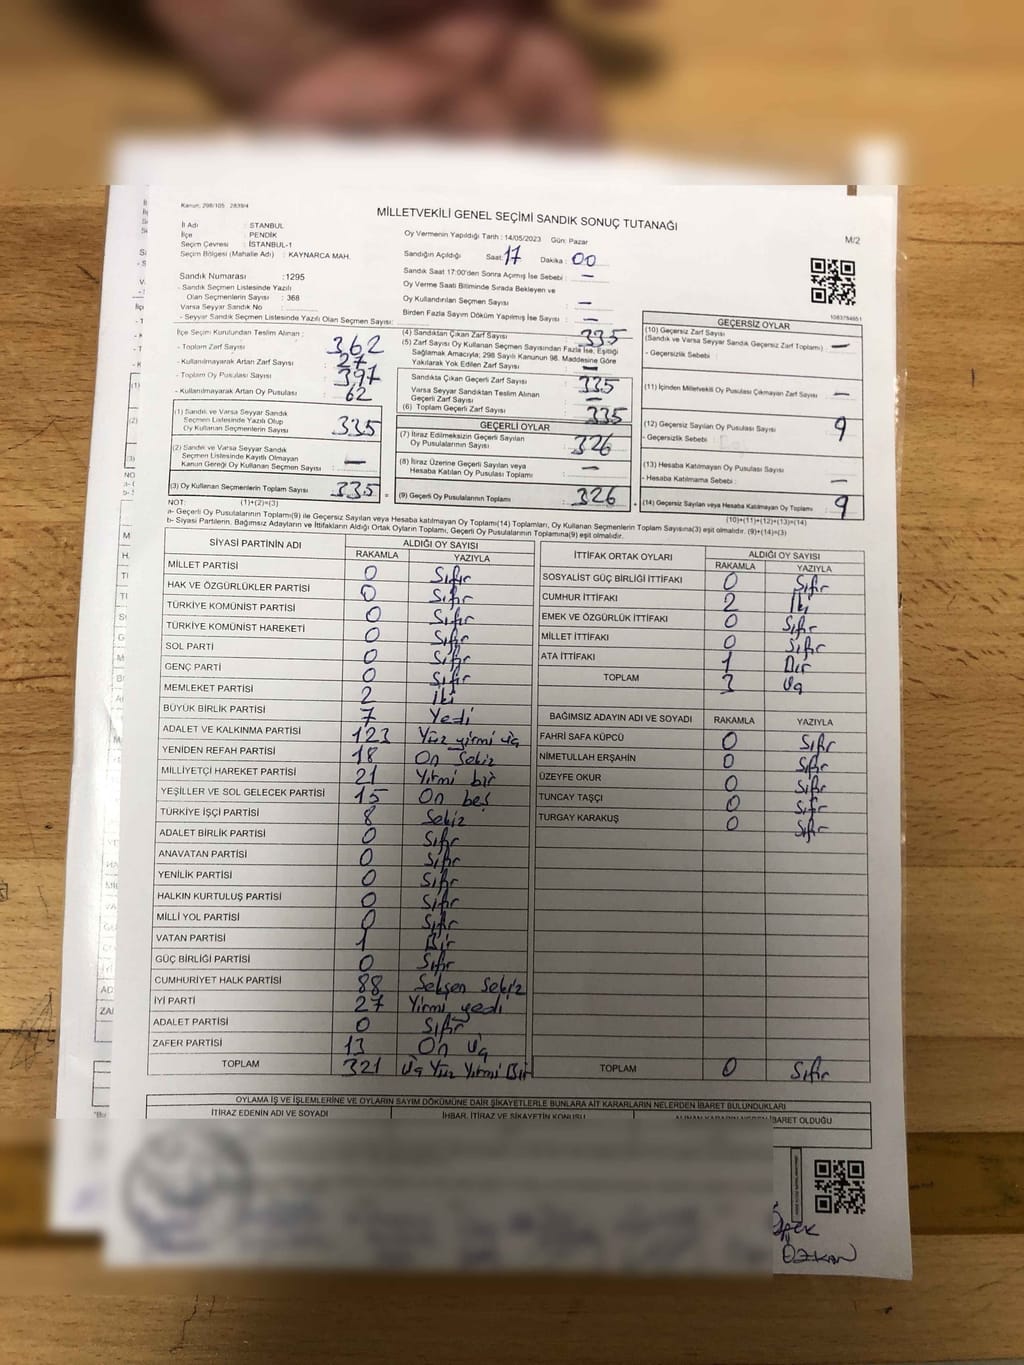 Kanun, 298/105 , 2839/4
MİLLETVEKİLİ GENEL SEÇİMİ SANDIK SONUÇ TUTANAĞI
M/2
İl Adı : STANBUL
İlçe : PENDİK
Seçim Çevresi : İSTANBUL-1
Seçim Bölgesi (Mahalle Adı) : KAYNARCA MAH.
Oy Vermenin Yapıldığı Tarih : 14/05/2023 Gün: Pazar
Sandığın Açıldığı Saat: 17 Dakika : 00
Sandık Saat 17:00'den Sonra Açımış İse Sebebi : —
Oy Verme Saati Bitiminde Sırada Bekleyen ve
Oy Kullandırılan Seçmen Sayısı : —
Birden Fazla Sayım Döküm Yapılmış İse Sayısı : —
Sandık Numarası :1295
- Sandık Seçmen Listesinde Yazılı
Olan Seçmenlerin Sayısı : 368
Varsa Seyyar Sandık No :
- Seyyar Sandık Listesinde Yazılı Olan Seçmen Sayısı:
İlçe Seçim Kurulundan Teslim Alınan ;
- Toplam Zarf Sayısı : 362
- Kullanılmayarak Artan Zarf Sayısı : 27
- Toplam Oy Pusulası Sayısı : 397
- Kullanılmayarak Artan Oy Pusulası : 62
(1) Sandık ve Varsa Seyyar Sandık
Seçmen Listesinde Yazılı Olup
Oy Kullanan Seçmenlerin Sayısı : 335
(2) Sandık ve Varsa Seyyar Sandık
Seçmen Listesinde Kayıtlı Olmayan
Kanun Gereği Oy Kullanan Seçmen Sayısı : —
(3) Oy Kullanan Seçmenlerin Toplam Sayısı : 335
(1)+(2)=(3)
(4) Sandıktan Çıkan Zarf Sayısı : 335
(5) Zarf Sayısı Oy Kullanan Seçmen Sayısından Fazla İse, Eşitliği
Sağlamak Amacıyla; 298 Sayılı Kanunun 98. Maddesine Göre
Yakılarak Yok Edilen Zarf Sayısı : —
Sandıkta Çıkan Geçerli Zarf Sayısı : 335
Varsa Seyyar Sandıktan Teslim Alınan
Geçerli Zarf Sayısı : —
(6) Toplam Geçerli Zarf Sayısı : 335
GEÇERLİ OYLAR
(7) İtiraz Edilmeksizin Geçerli Sayılan
Oy Pusulalarının Sayısı : 326
(8) İtiraz Üzerine Geçerli Sayılan veya
Hesaba Katılan Oy Pusulası Toplamı : —
(9) Geçerli Oy Pusulalarının Toplamı : 326
1083784651
GEÇERSİZ OYLAR
(10) Geçersiz Zarf Sayısı
(Sandık ve Varsa Seyyar Sandık Geçersiz Zarf Toplamı) : —
- Geçersizlik Sebebi :
(11) İçinden Milletvekili Oy Pusulası Çıkmayan Zarf Sayısı : —
(12) Geçersiz Sayılan Oy Pusulası Sayısı : 9
- Geçersizlik Sebebi :
(13) Hesaba Katılmayan Oy Pusulası Sayısı
- Hesaba Katılmama Sebebi : —
(14) Geçersiz Sayılan veya Hesaba Katılmayan Oy Toplamı : 9
(10)+(11)+(12)+(13)=(14)
NOT:
a- Geçerli Oy Pusulalarının Toplamı(9) ile Geçersiz Sayılan veya Hesaba katılmayan Oy Toplam(14) Toplamları, Oy Kullanan Seçmenlerin Toplam Sayısına(3) eşit olmalıdır. (9)+(14)=(3)
b- Siyasi Partilerin, Bağımsız Adayların ve İttifakların Aldığı Ortak Oyların Toplamı, Geçerli Oy Pusulalarının Toplamına(9) eşit olmalıdır.
SİYASİ PARTİNİN ADI ALDIĞI OY SAYISI
RAKAMLA YAZIYLA
MİLLET PARTİSİ 0 Sıfır
HAK VE ÖZGÜRLÜKLER PARTİSİ 0 Sıfır
TÜRKİYE KOMÜNİST PARTİSİ 0 Sıfır
TÜRKİYE KOMÜNİST HAREKETİ 0 Sıfır
SOL PARTİ 0 Sıfır
GENÇ PARTİ 0 Sıfır
MEMLEKET PARTİSİ 2 İki
BÜYÜK BİRLİK PARTİSİ 7 Yedi
ADALET VE KALKINMA PARTİSİ 123 Yüz yirmi üç
YENİDEN REFAH PARTİSİ 18 On Sekiz
MİLLİYETÇİ HAREKET PARTİSİ 21 Yirmi bir
YEŞİLLER VE SOL GELECEK PARTİSİ 15 On beş
TÜRKİYE İŞÇİ PARTİSİ 8 Sekiz
ADALET BİRLİK PARTİSİ 0 Sıfır
ANAVATAN PARTİSİ 0 Sıfır
YENİLİK PARTİSİ 0 Sıfır
HALKIN KURTULUŞ PARTİSİ 0 Sıfır
MİLLİ YOL PARTİSİ 0 Sıfır
VATAN PARTİSİ 1 Bir
GÜÇ BİRLİĞİ PARTİSİ 0 Sıfır
CUMHURİYET HALK PARTİSİ 88 Seksen Sekiz
İYİ PARTİ 27 Yirmi yedi
ADALET PARTİSİ 0 Sıfır
ZAFER PARTİSİ 13 On Üç
TOPLAM 321 Üç Yüz Yirmi Bir
İTTİFAK ORTAK OYLARI ALDIĞI OY SAYISI
RAKAMLA YAZIYLA
SOSYALİST GÜÇ BİRLİĞİ İTTİFAKI 0 Sıfır
CUMHUR İTTİFAKI 2 İki
EMEK VE ÖZGÜRLÜK İTTİFAKI 0 Sıfır
MİLLET İTTİFAKI 0 Sıfır
ATA İTTİFAKI 1 Bir
TOPLAM 3 Üç
BAĞIMSIZ ADAYIN ADI VE SOYADI RAKAMLA YAZIYLA
FAHRİ SAFA KÜPCÜ 0 Sıfır
NİMETULLAH ERŞAHİN 0 Sıfır
ÜZEYFE OKUR 0 Sıfır
TUNCAY TAŞÇI 0 Sıfır
TURGAY KARAKUŞ 0 Sıfır
TOPLAM 0 Sıfır
OYLAMA İŞ VE İŞLEMLERİNE VE OYLARIN SAYIM DÖKÜMÜNE DAİR ŞİKAYETLERLE BUNLARA AİT KARARLARIN NELERDEN İBARET BULUNDUKLARI
İTİRAZ EDENİN ADI VE SOYADI İHBAR, İTİRAZ VE ŞİKAYETİN KONUSU ALINAN KARARIN NEDEN İBARET OLDUĞU
ÖZKAN